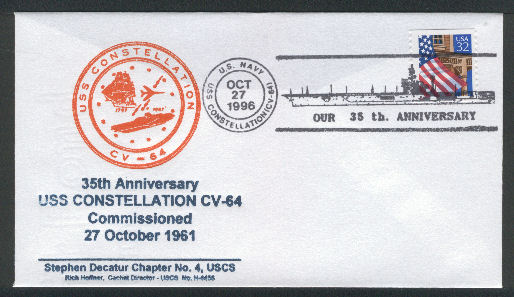 USS CONSTELLATION
1797
1961
CV-64
U.S. NAVY
OCT
27
1996
USS CONSTELLATION (CV-64)
USA
32
OUR 35 th. ANNIVERSARY
35th Anniversary
USS CONSTELLATION CV-64
Commissioned
27 October 1961
Stephen Decatur Chapter No. 4, USCS
Rich Hoffner, Cachet Director - USCS No.